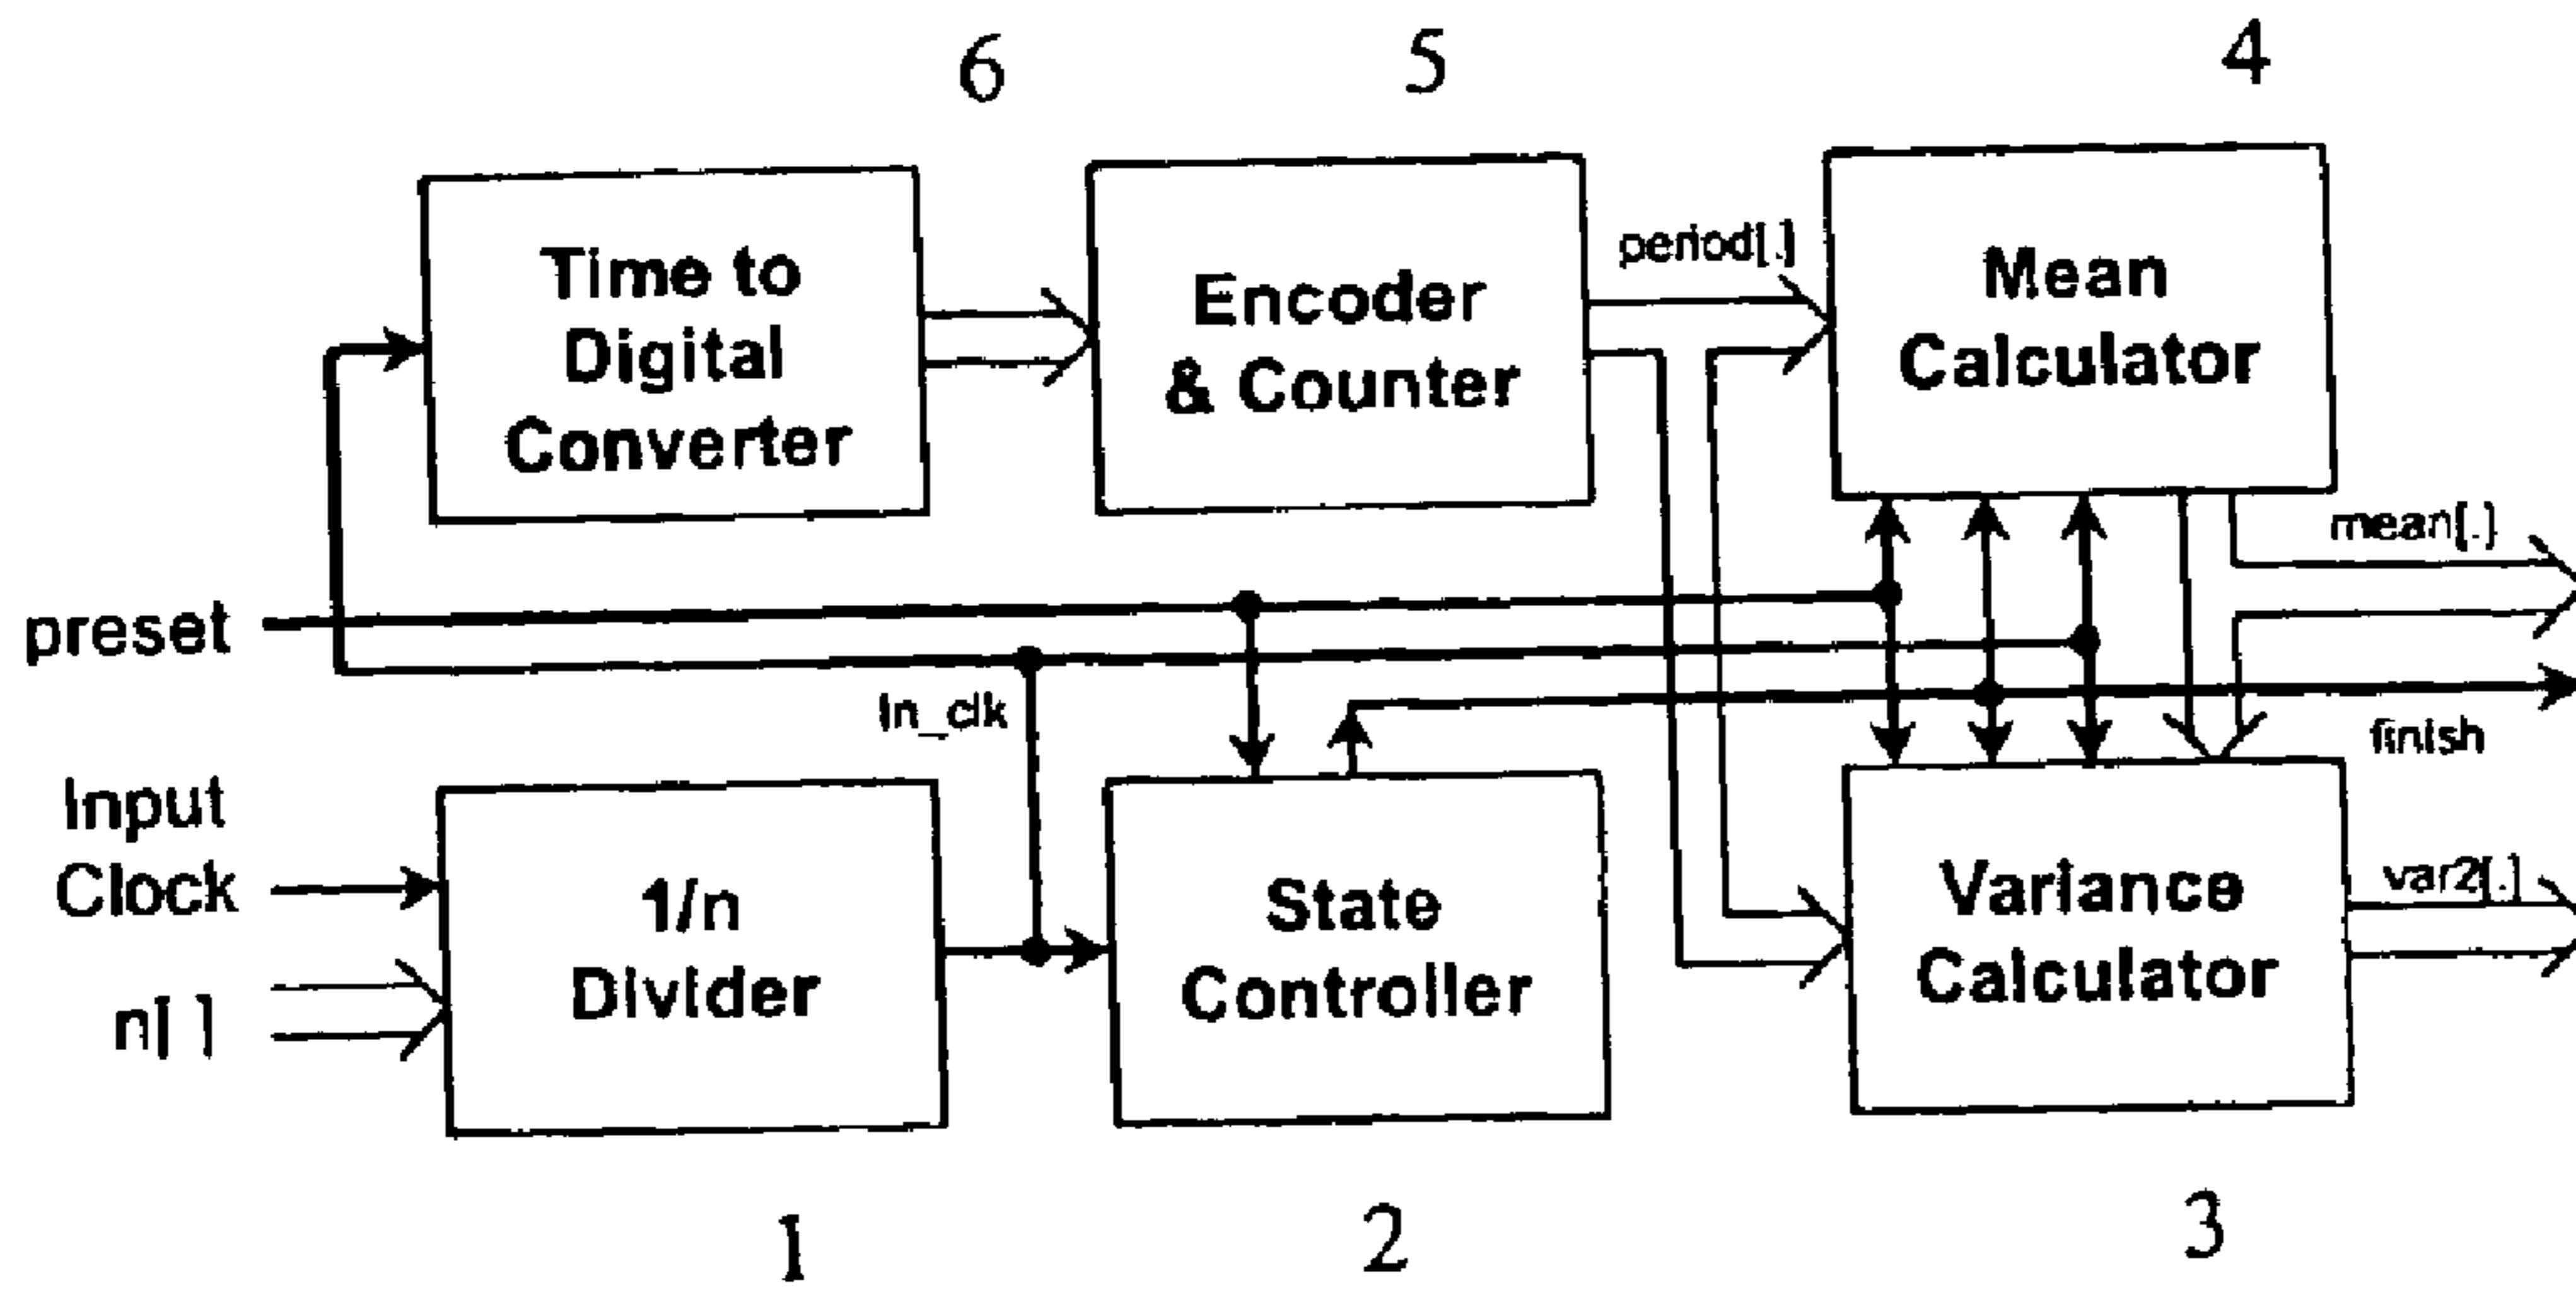 6
5
4
Time to
Digital
Converter
Encoder
& Counter
period[.]
Mean
Calculator
mean[.]
preset
In_clk
finish
Input
Clock
n[ ]
1/n
Divider
State
Controller
Variance
Calculator
var2[.]
1
2
3